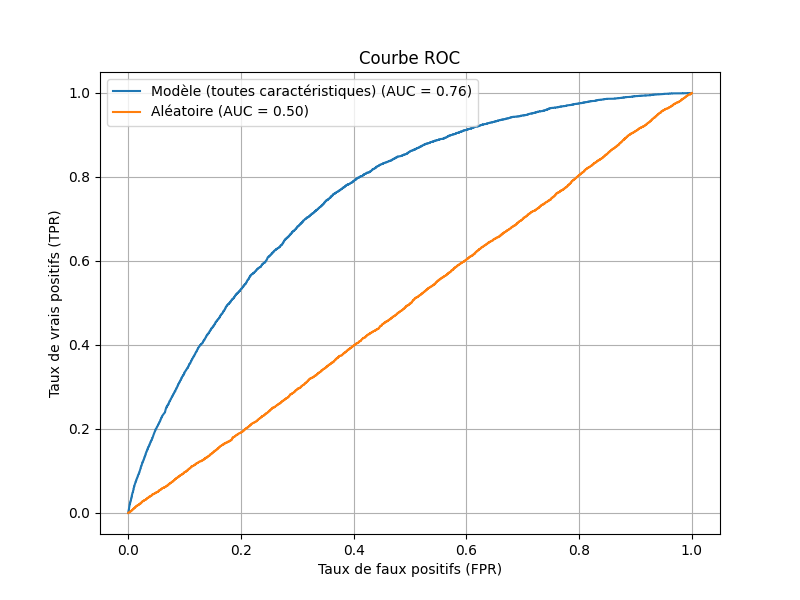 Courbe ROC
Modèle (toutes caractéristiques) (AUC = 0.76)
Aléatoire (AUC = 0.50)
1.0
0.8
0.6
0.4
0.2
0.0
Taux de vrais positifs (TPR)
0.0 0.2 0.4 0.6 0.8 1.0
Taux de faux positifs (FPR)